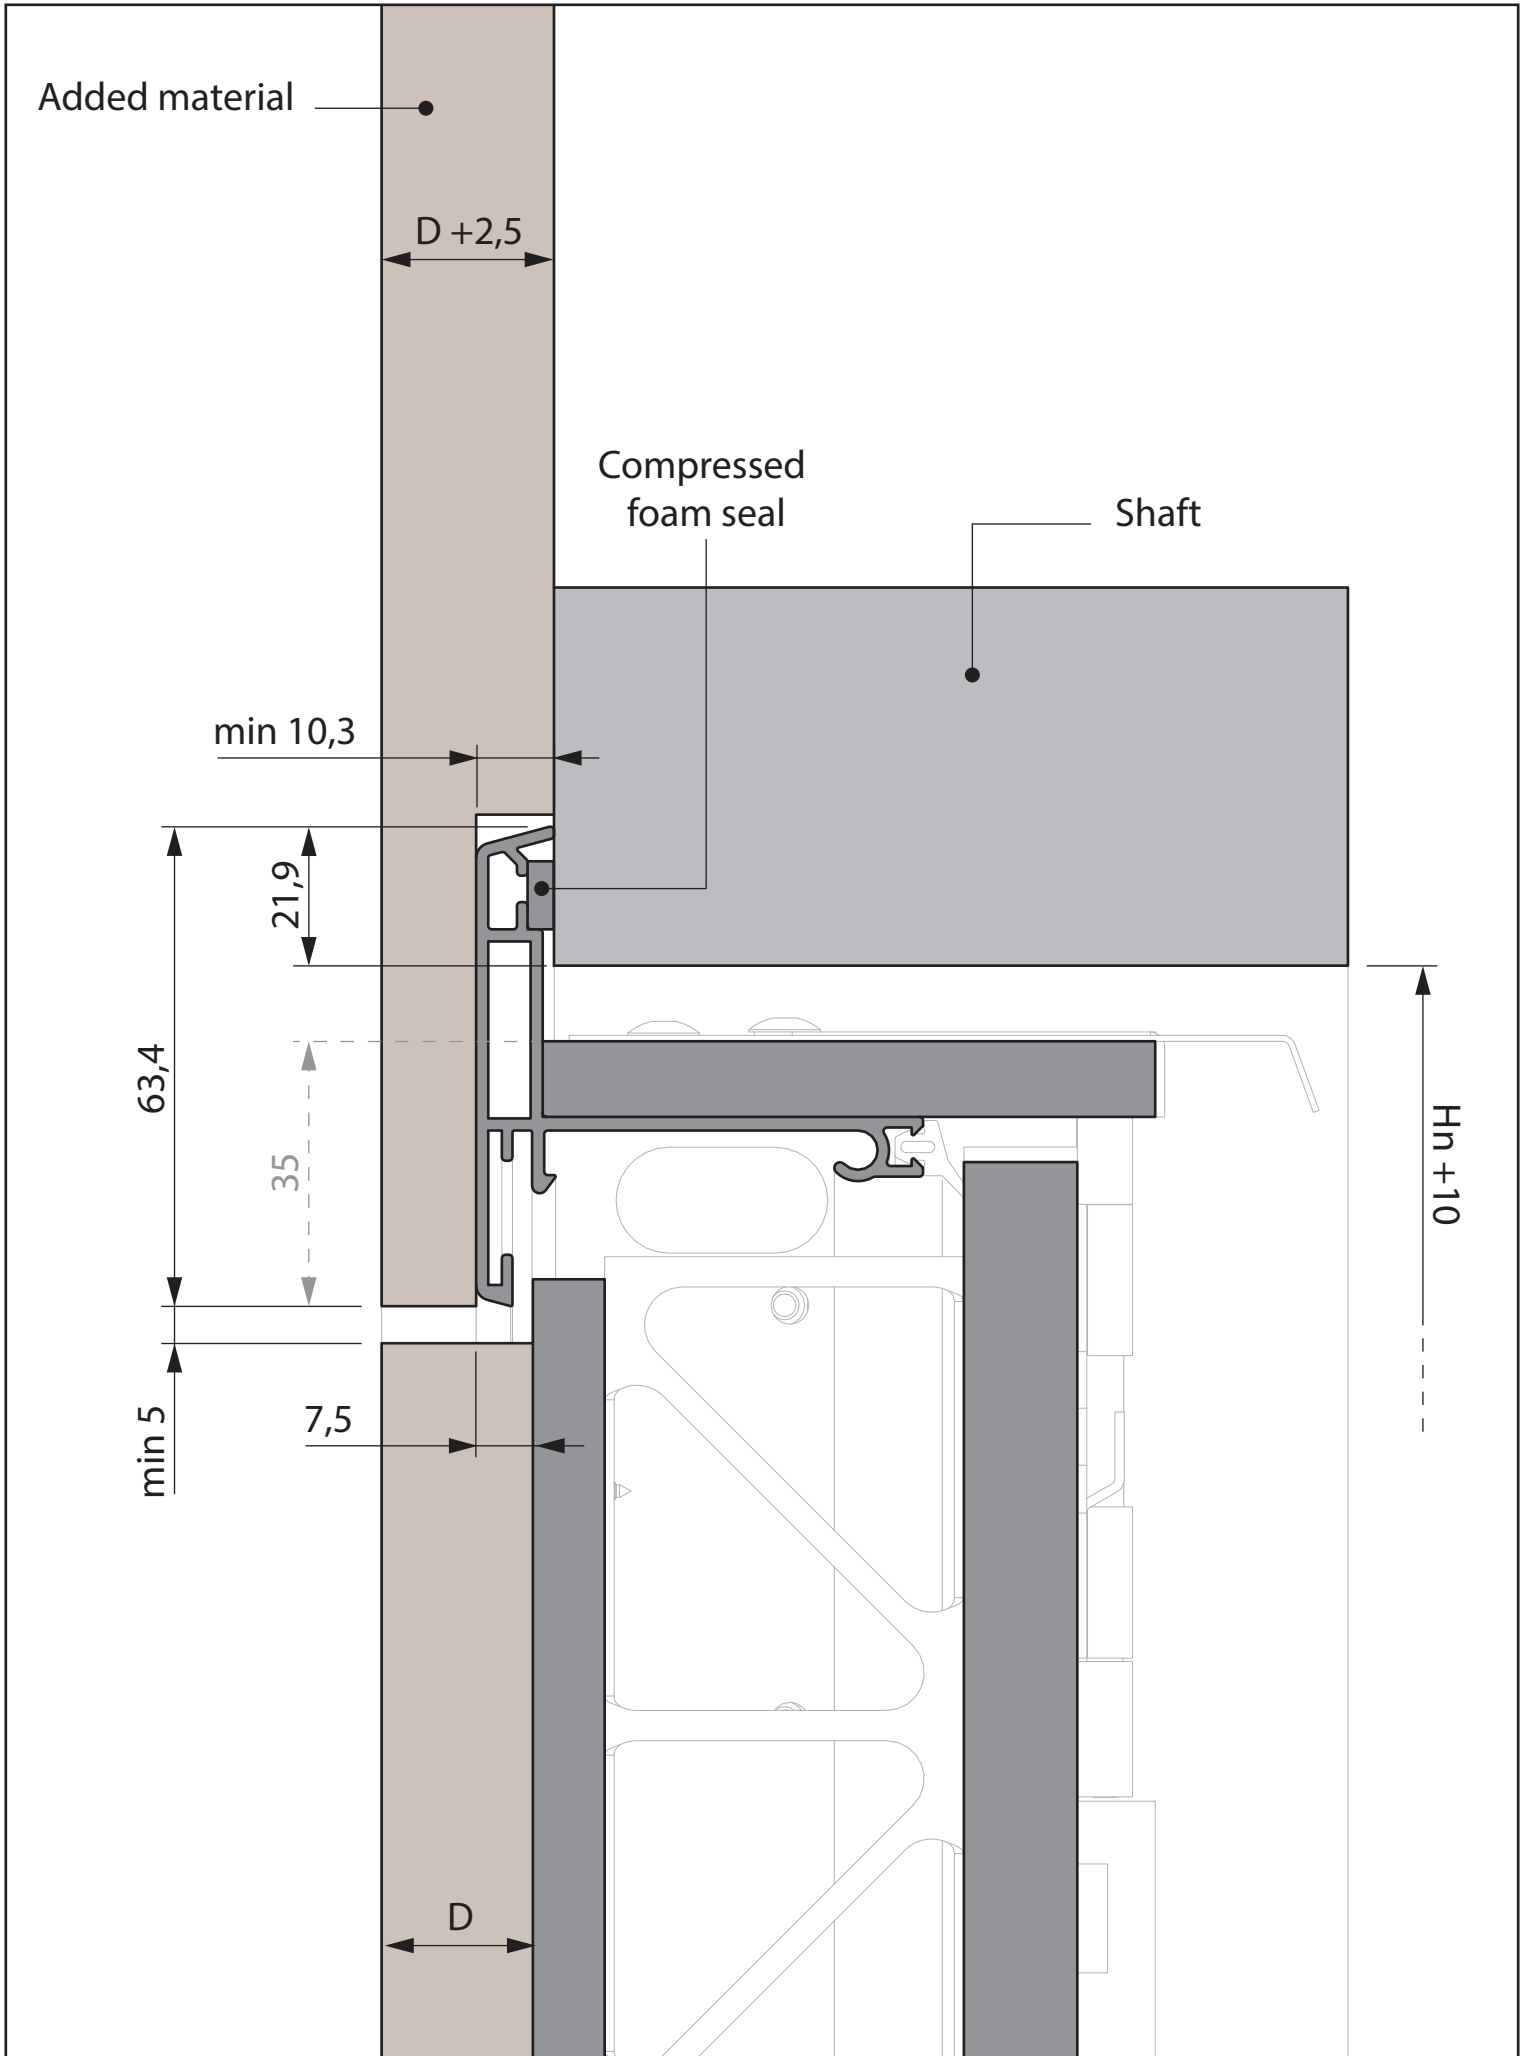 Added material
D +2,5
Compressed
foam seal
Shaft
min 10,3
21,9
63,4
35
Hn +10
min 5
7,5
D